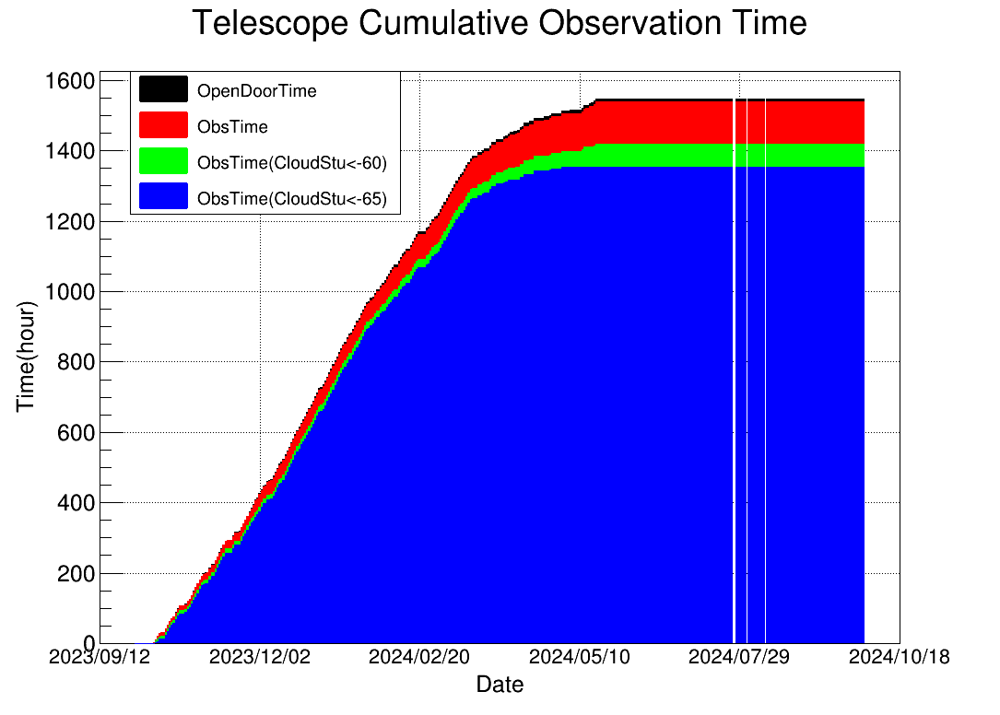 Telescope Cumulative Observation Time
1600
1400
1200
1000
800
600
400
200
0
OpenDoorTime
ObsTime
ObsTime(CloudStu<-60)
ObsTime(CloudStu<-65)
Time(hour)
2023/09/12 2023/12/02 2024/02/20 2024/05/10 2024/07/29 2024/10/18
Date